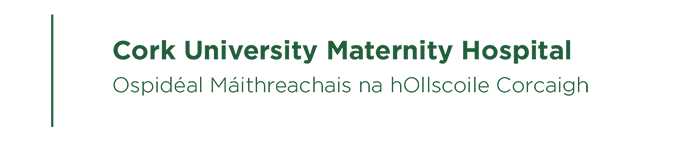 Cork University Maternity Hospital
Ospidéal Máithreachais na hOllscoile Corcaigh